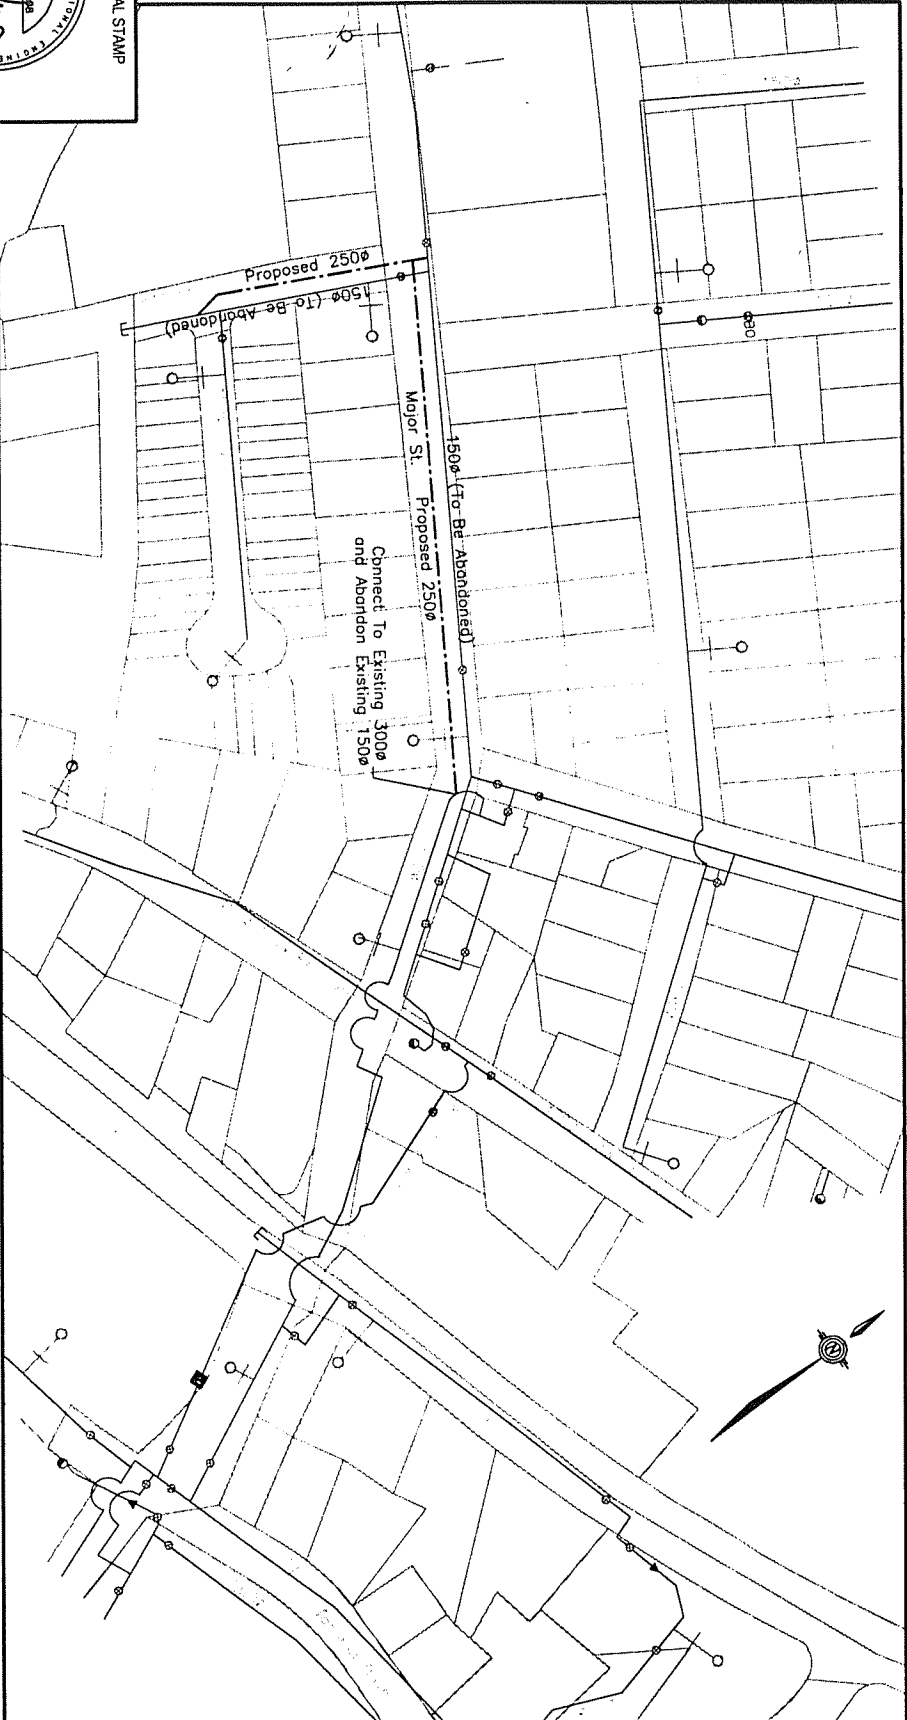 AL STAMP
Proposed 250ø
150ø (To Be Abandoned)
Major St.
Proposed 250ø
150ø (To Be Abandoned)
Connect To Existing 300ø
and Abandon Existing 150ø
N